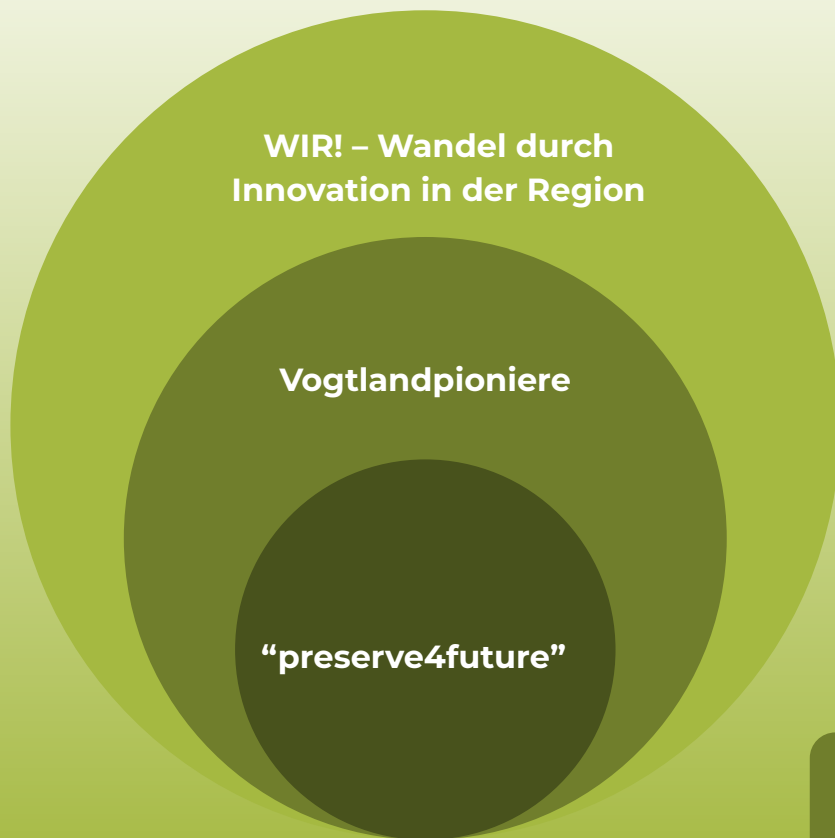 WIR! – Wandel durch
Innovation in der Region
Vogtlandpioniere
“preserve4future”